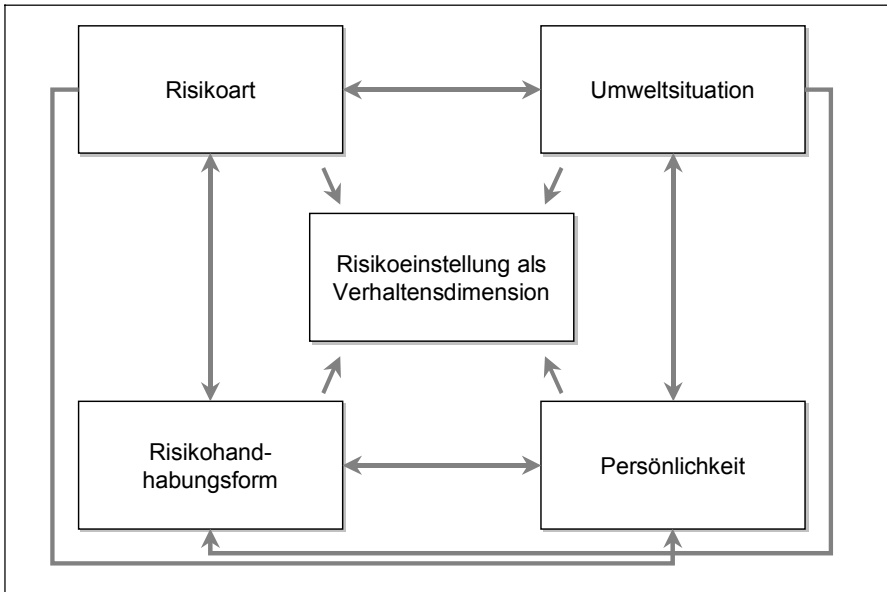 Risikoart
Umweltsituation
Risikoeinstellung als
Verhaltensdimension
Risikohand-
habungsform
Persönlichkeit